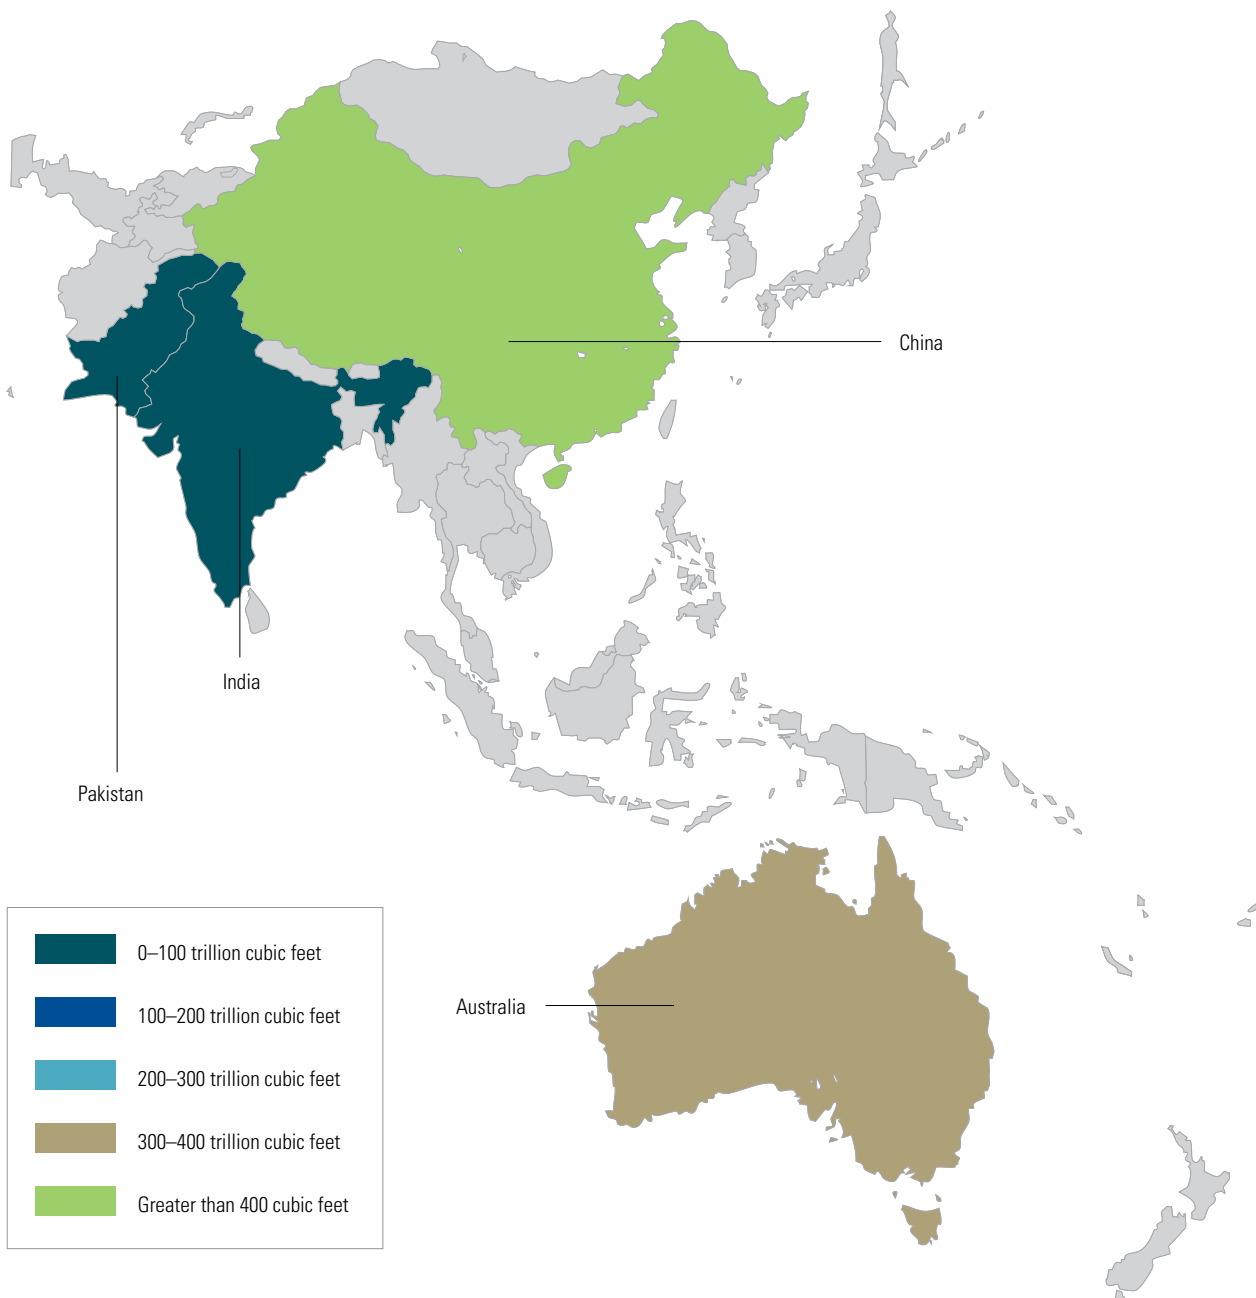 China
India
Pakistan
Australia
0–100 trillion cubic feet
100–200 trillion cubic feet
200–300 trillion cubic feet
300–400 trillion cubic feet
Greater than 400 cubic feet